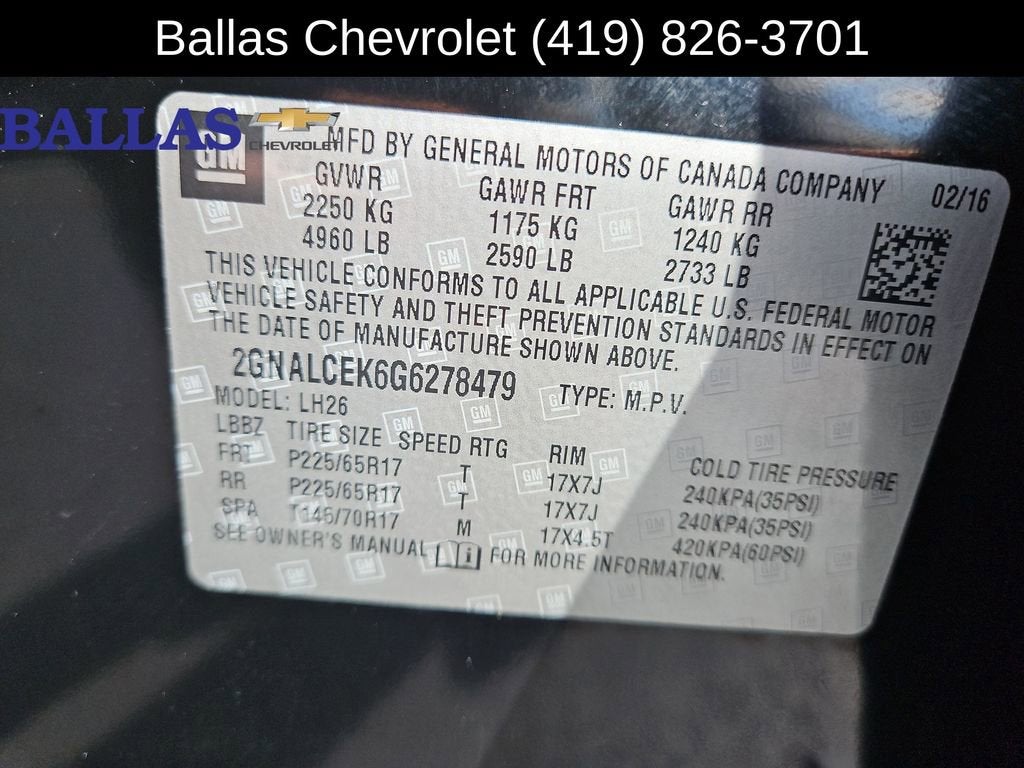 Ballas Chevrolet (419) 826-3701
BALLAS
CHEVROLET
GM
MFD BY GENERAL MOTORS OF CANADA COMPANY 02/16
GVWR GAWR FRT GAWR RR
2250 KG 1175 KG 1240 KG
4960 LB 2590 LB 2733 LB
THIS VEHICLE CONFORMS TO ALL APPLICABLE U.S. FEDERAL MOTOR
VEHICLE SAFETY AND THEFT PREVENTION STANDARDS IN EFFECT ON
THE DATE OF MANUFACTURE SHOWN ABOVE.
2GNALCEK6G6278479 TYPE: M.P.V.
MODEL: LH26
LBBZ TIRE SIZE SPEED RTG RIM COLD TIRE PRESSURE
FRT P225/65R17 T 17X7J 240KPA(35PSI)
RR P225/65R17 T 17X7J 240KPA(35PSI)
SPA T145/70R17 M 17X4.5T 420KPA(60PSI)
SEE OWNER'S MANUAL FOR MORE INFORMATION.